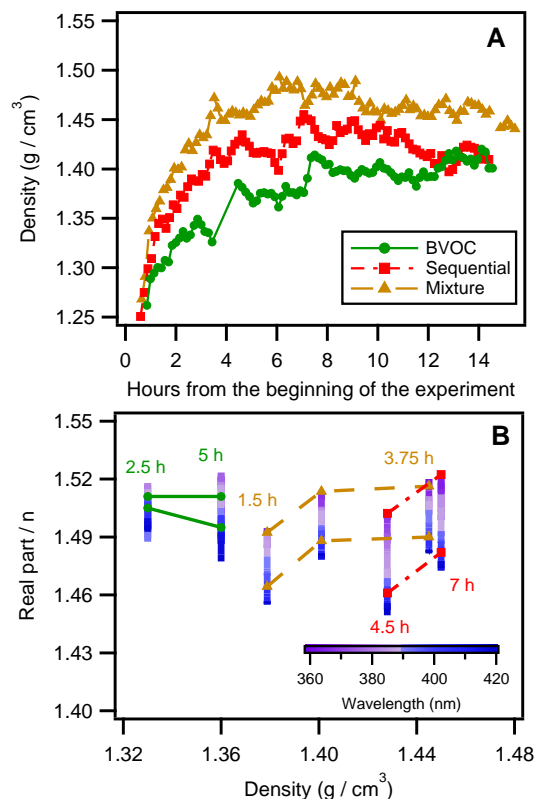 A
1.55
1.50
1.45
1.40
1.35
1.30
1.25
Density (g / cm³)
BVOC
Sequential
Mixture
0 2 4 6 8 10 12 14
Hours from the beginning of the experiment
B
1.55
1.52
1.49
1.46
1.43
1.40
Real part / n
2.5 h
5 h
1.5 h
3.75 h
4.5 h
7 h
360 380 400 420
Wavelength (nm)
1.32 1.36 1.40 1.44 1.48
Density (g / cm³)